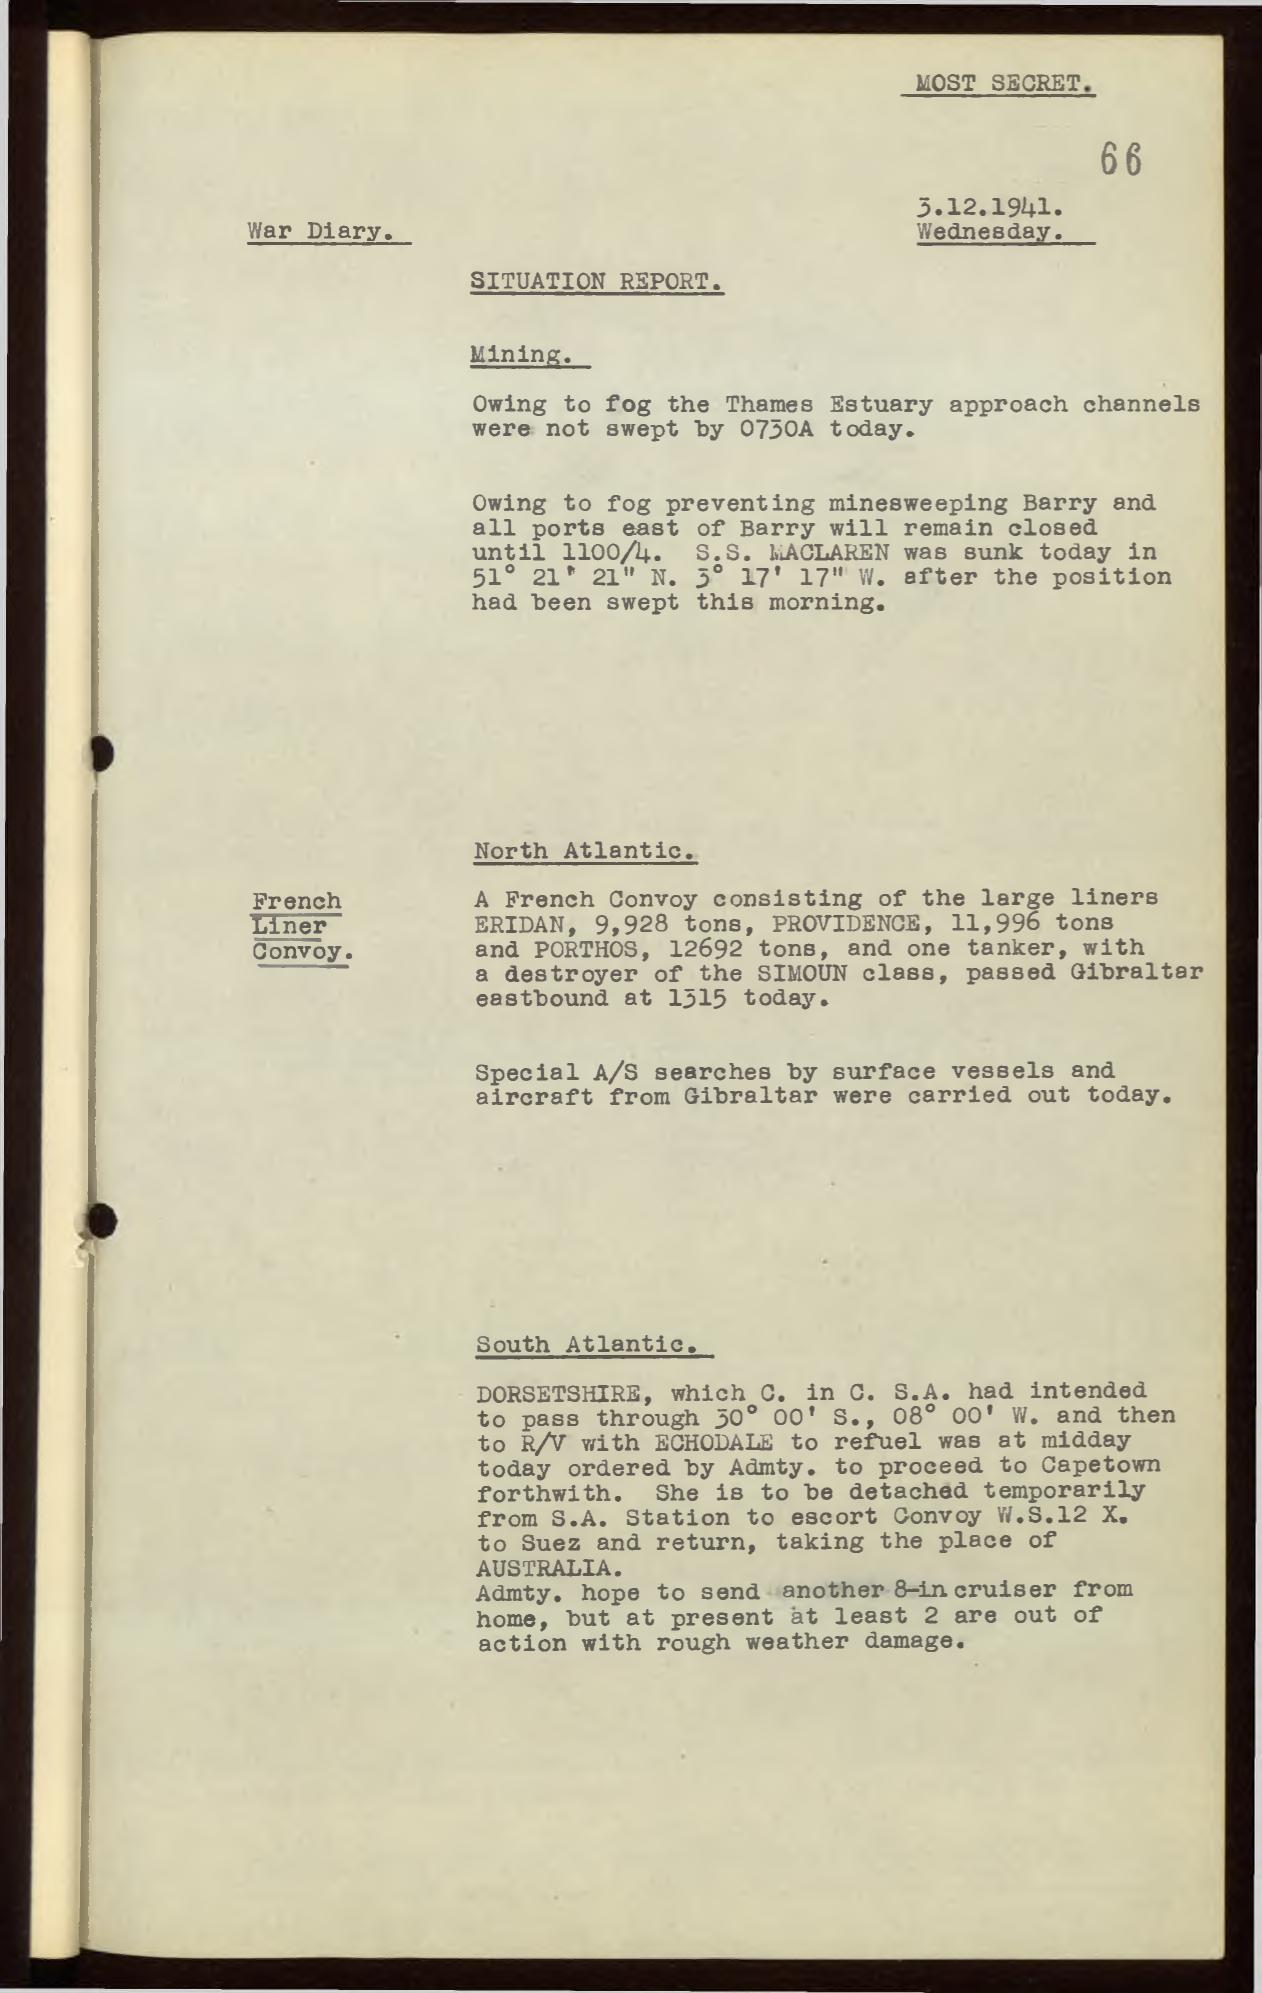 MOST SECRET.
66
3.12.1941.
War Diary.
Wednesday.
SITUATION REPORT.
Mining.
Owing to fog the Thames Estuary approach channels
were not swept by 0730A today.
Owing to fog preventing minesweeping Barry and
all ports east of Barry will remain closed
until 1100/4. S.S. MACLAREN was sunk today in
51° 21' 21" N. 3° 17' 17" W. after the position
had been swept this morning.
North Atlantic.
French
Liner
Convoy.
A French Convoy consisting of the large liners
ERIDAN, 9,928 tons, PROVIDENCE, 11,996 tons
and PORTHOS, 12692 tons, and one tanker, with
a destroyer of the SIMOUN class, passed Gibraltar
eastbound at 1315 today.
Special A/S searches by surface vessels and
aircraft from Gibraltar were carried out today.
South Atlantic.
DORSETSHIRE, which C. in C. S.A. had intended
to pass through 30° 00' S., 08° 00' W. and then
to R/V with ECHODALE to refuel was at midday
today ordered by Admty. to proceed to Capetown
forthwith. She is to be detached temporarily
from S.A. Station to escort Convoy W.S.12 X.
to Suez and return, taking the place of
AUSTRALIA.
Admty. hope to send another 8-in cruiser from
home, but at present at least 2 are out of
action with rough weather damage.